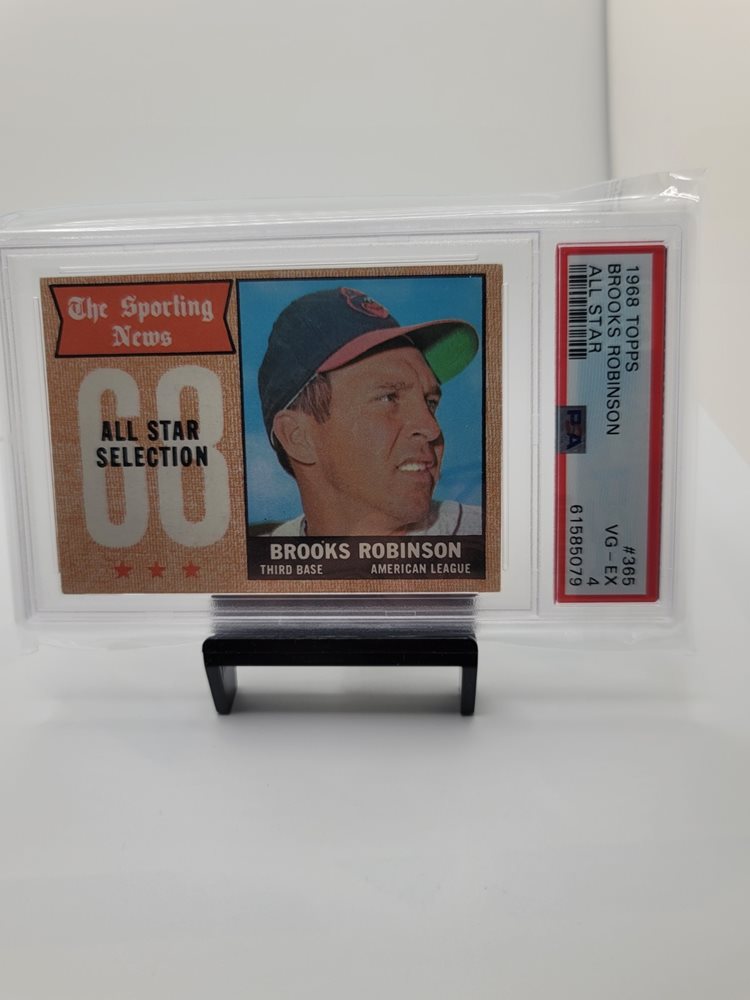 The Sporting
News
68
ALL STAR
SELECTION
BROOKS ROBINSON
THIRD BASE AMERICAN LEAGUE
1968 TOPPS #365
BROOKS ROBINSON VG - EX
ALL STAR 4
PSA
61585079